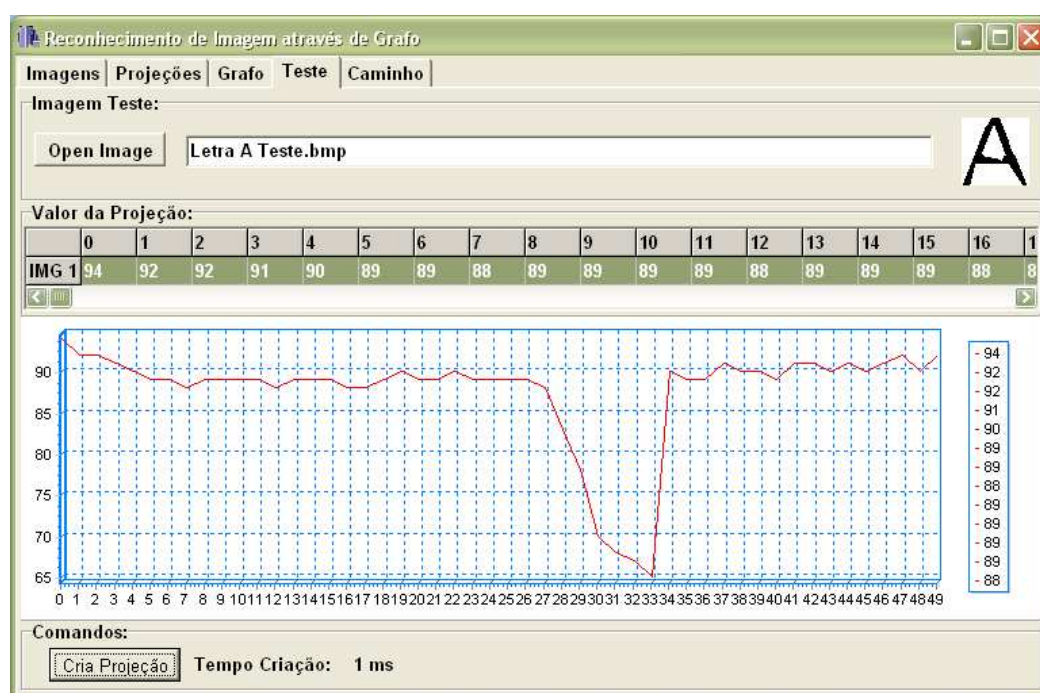 Reconhecimento de Imagem através de Grafo
Imagens Projeções Grafo Teste Caminho
Imagem Teste:
Open Image Letra A Teste.bmp
A
Valor da Projeção:
0 1 2 3 4 5 6 7 8 9 10 11 12 13 14 15 16 1
IMG 1 94 92 92 91 90 89 89 88 89 89 89 89 88 89 89 89 88 8
90
85
80
75
70
65
0 1 2 3 4 5 6 7 8 9 10 11 12 13 14 15 16 17 18 19 20 21 22 23 24 25 26 27 28 29 30 31 32 33 34 35 36 37 38 39 40 41 42 43 44 45 46 47 48 49
- 94
- 92
- 92
- 91
- 90
- 89
- 89
- 88
- 89
- 89
- 89
- 89
- 88
Comandos:
Cria Projeção Tempo Criação: 1 ms